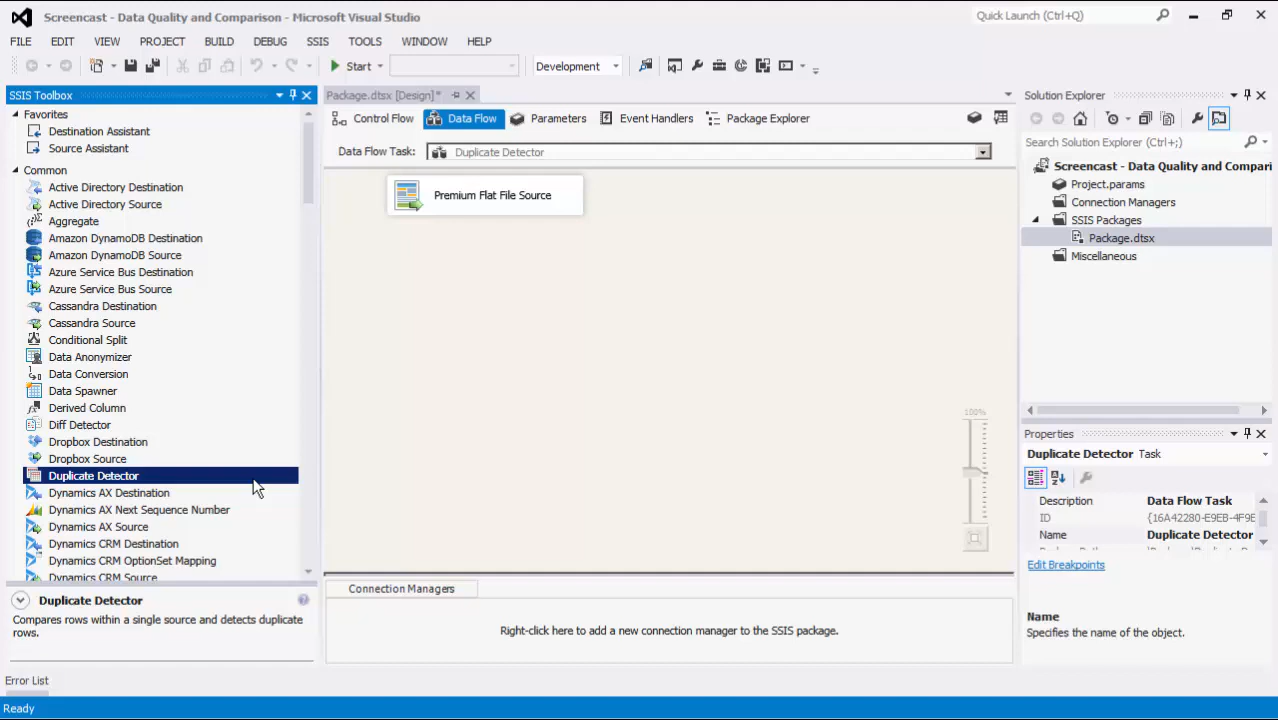 Screencast - Data Quality and Comparison - Microsoft Visual Studio
Quick Launch (Ctrl+Q)
FILE EDIT VIEW PROJECT BUILD DEBUG SSIS TOOLS WINDOW HELP
Start Development
SSIS Toolbox
Favorites
Destination Assistant
Source Assistant
Common
Active Directory Destination
Active Directory Source
Aggregate
Amazon DynamoDB Destination
Amazon DynamoDB Source
Azure Service Bus Destination
Azure Service Bus Source
Cassandra Destination
Cassandra Source
Conditional Split
Data Anonymizer
Data Conversion
Data Spawner
Derived Column
Diff Detector
Dropbox Destination
Dropbox Source
Duplicate Detector
Dynamics AX Destination
Dynamics AX Next Sequence Number
Dynamics AX Source
Dynamics CRM Destination
Dynamics CRM OptionSet Mapping
Dynamics CRM Source
Duplicate Detector
Compares rows within a single source and detects duplicate
rows.
Package.dtsx [Design]*
Control Flow Data Flow Parameters Event Handlers Package Explorer
Data Flow Task: Duplicate Detector
Premium Flat File Source
100%
Connection Managers
Right-click here to add a new connection manager to the SSIS package.
Solution Explorer
Search Solution Explorer (Ctrl+;)
Screencast - Data Quality and Compari
Project.params
Connection Managers
SSIS Packages
Package.dtsx
Miscellaneous
Properties
Duplicate Detector Task
Description Data Flow Task
ID {16A42280-E9EB-4F9E
Name Duplicate Detector
Edit Breakpoints
Name
Specifies the name of the object.
Error List
Ready